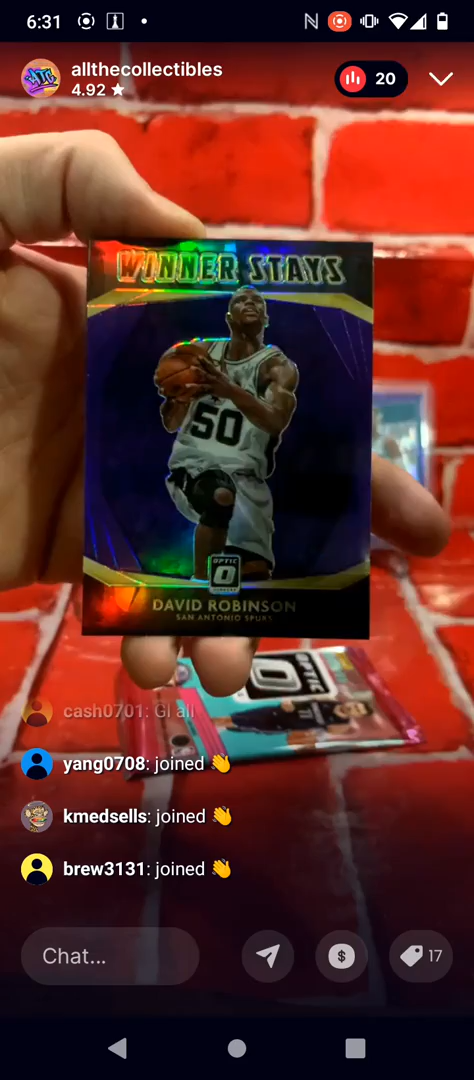 6:31
allthecollectibles
4.92 ★
20
WINNER STAYS
50
OPTIC
DAVID ROBINSON
SAN ANTONIO SPURS
OPTIC
cash0701: Gl all
yang0708: joined 👋
kmedsells: joined 👋
brew3131: joined 👋
Chat...
$
17